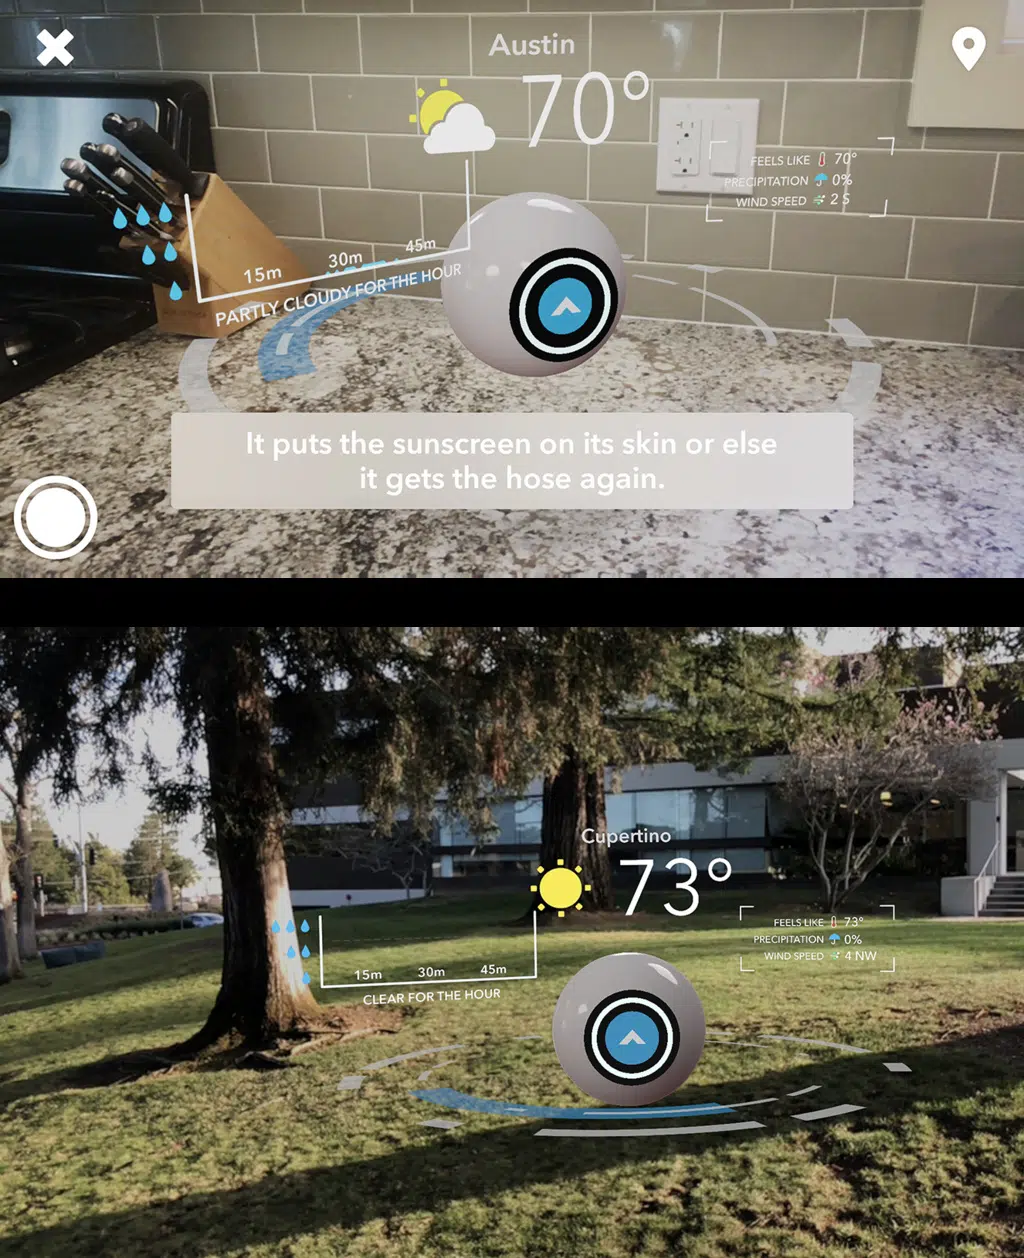 Austin
70°
FEELS LIKE 70°
PRECIPITATION 0%
WIND SPEED 2 S
15m 30m 45m
PARTLY CLOUDY FOR THE HOUR
It puts the sunscreen on its skin or else
it gets the hose again.
Cupertino
73°
FEELS LIKE 73°
PRECIPITATION 0%
WIND SPEED 4 NW
15m 30m 45m
CLEAR FOR THE HOUR